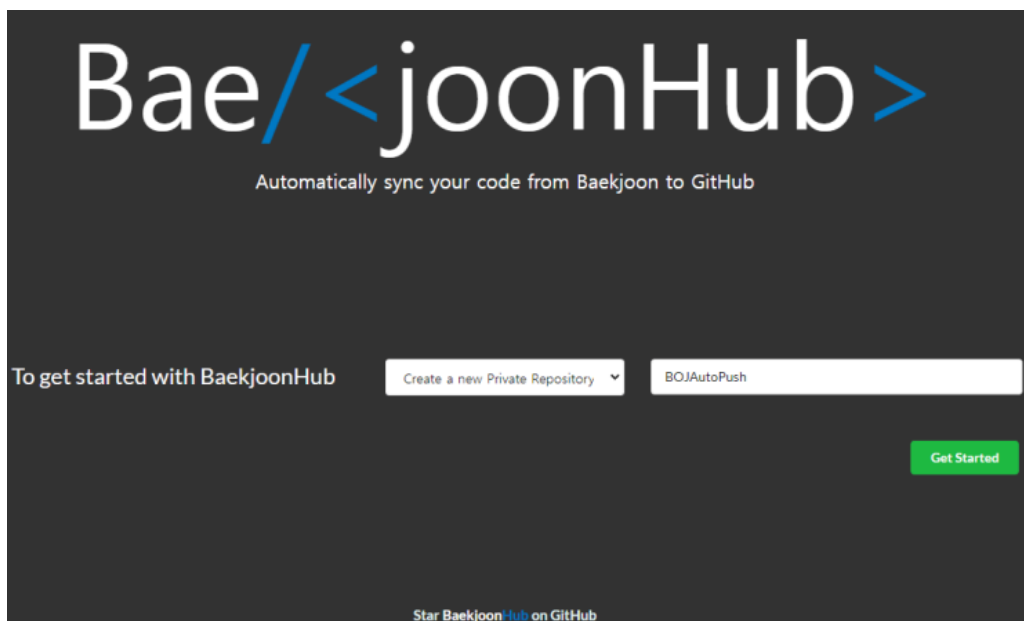 Bae/<joonHub>
Automatically sync your code from Baekjoon to GitHub
To get started with BaekjoonHub
Create a new Private Repository
BOJAutoPush
Get Started
Star BaekjoonHub on GitHub